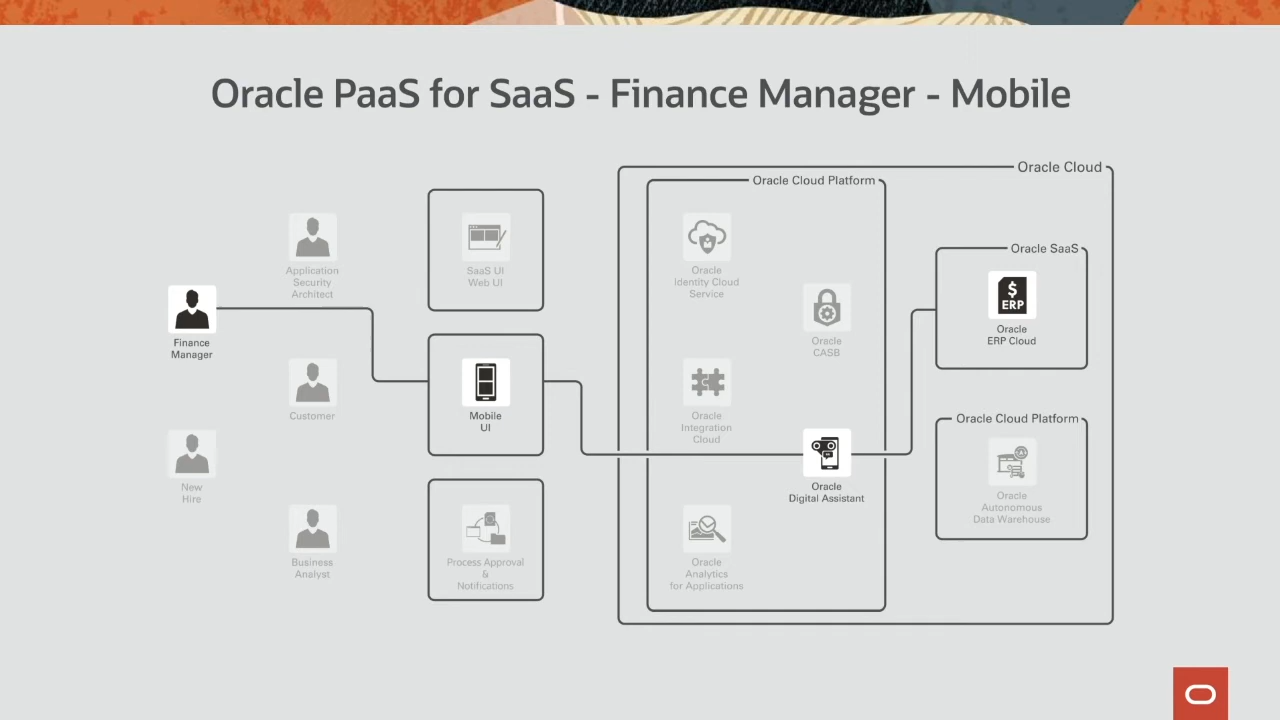 Oracle PaaS for SaaS - Finance Manager - Mobile
Oracle Cloud
Oracle Cloud Platform
Application
Security
Architect
Finance
Manager
Customer
New
Hire
Business
Analyst
SaaS UI
Web UI
Mobile
UI
Process Approval
&
Notifications
Oracle
Identity Cloud
Service
Oracle
CASB
Oracle
Integration
Cloud
Oracle
Digital Assistant
Oracle
Analytics
for Applications
Oracle SaaS
$
ERP
Oracle
ERP Cloud
Oracle Cloud Platform
Oracle
Autonomous
Data Warehouse